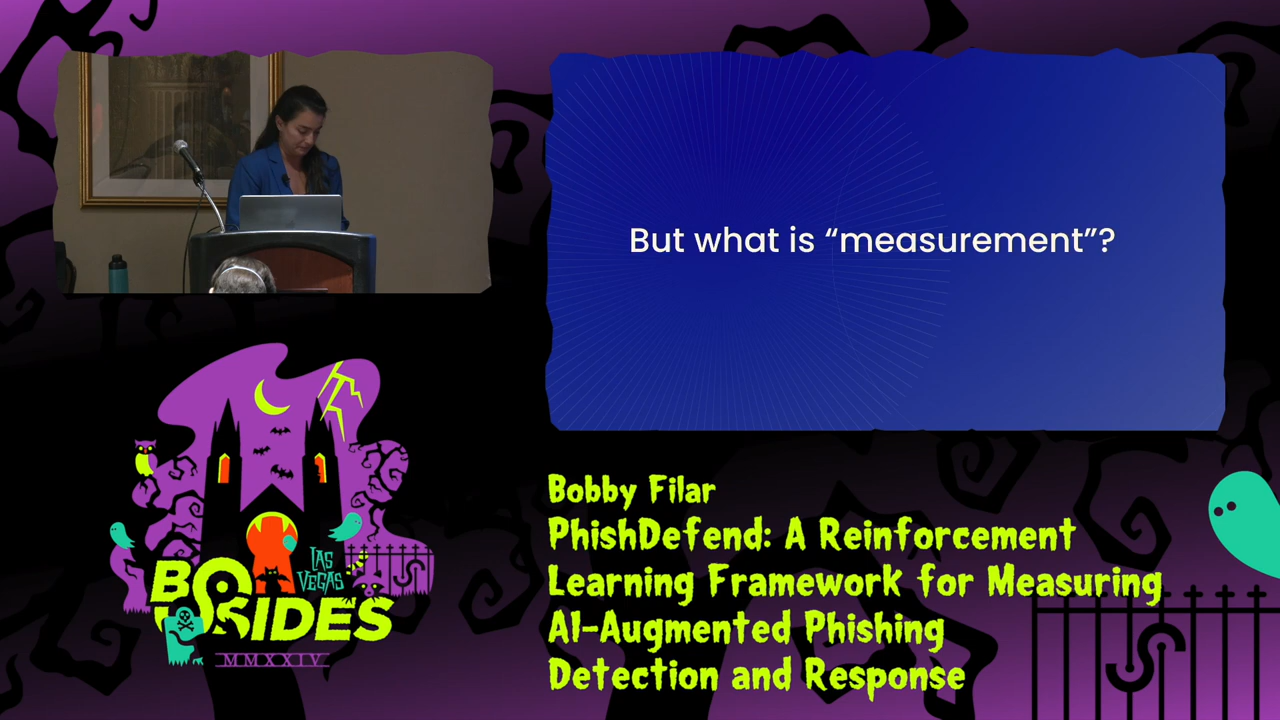 But what is “measurement”?
Bobby Filar
PhishDefend: A Reinforcement
Learning Framework for Measuring
AI-Augmented Phishing
Detection and Response
LAS
VEGAS
BSIDES
MMXXIV